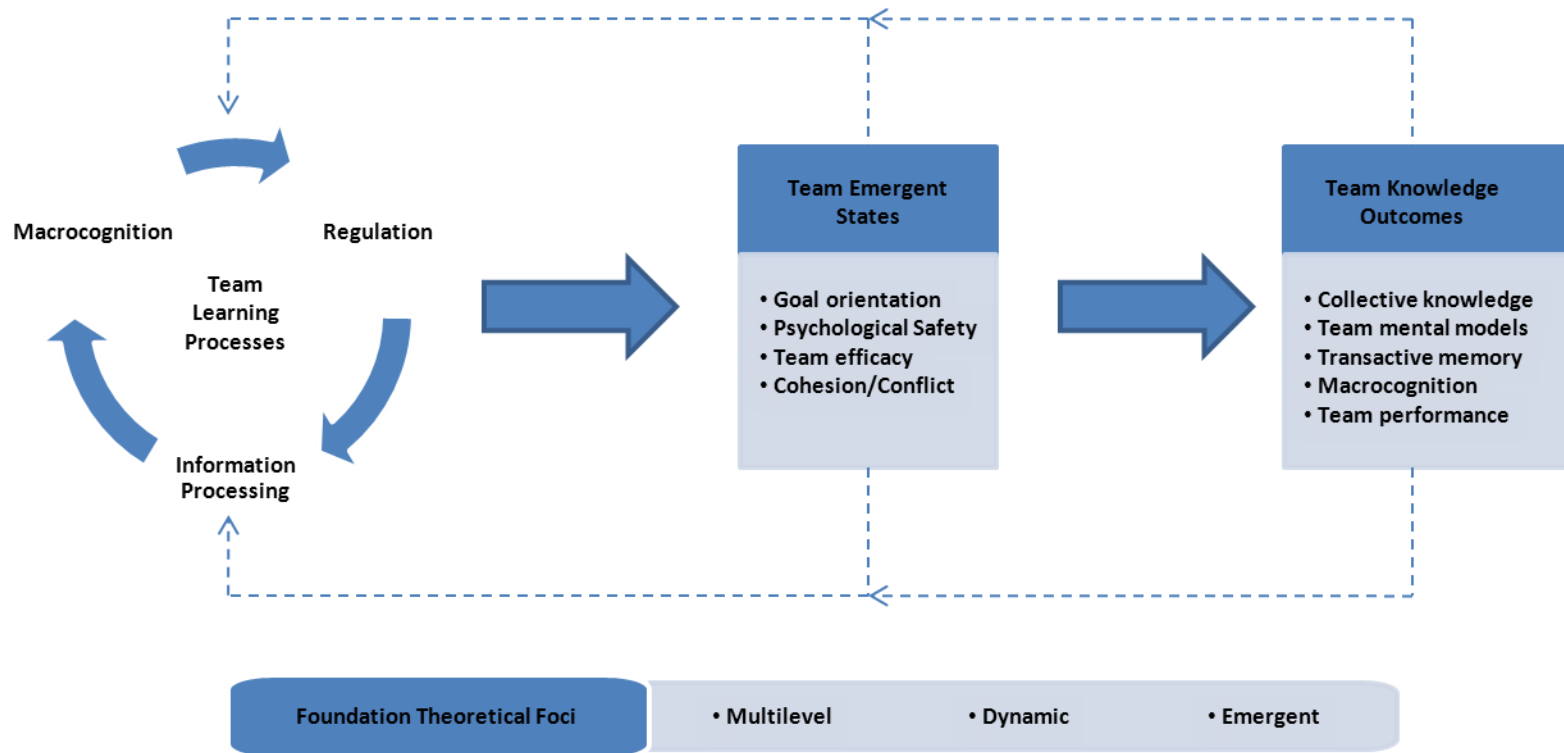 Macrocognition
Regulation
Team
Learning
Processes
Information
Processing
Team Emergent
States
• Goal orientation
• Psychological Safety
• Team efficacy
• Cohesion/Conflict
Team Knowledge
Outcomes
• Collective knowledge
• Team mental models
• Transactive memory
• Macrocognition
• Team performance
Foundation Theoretical Foci
• Multilevel
• Dynamic
• Emergent